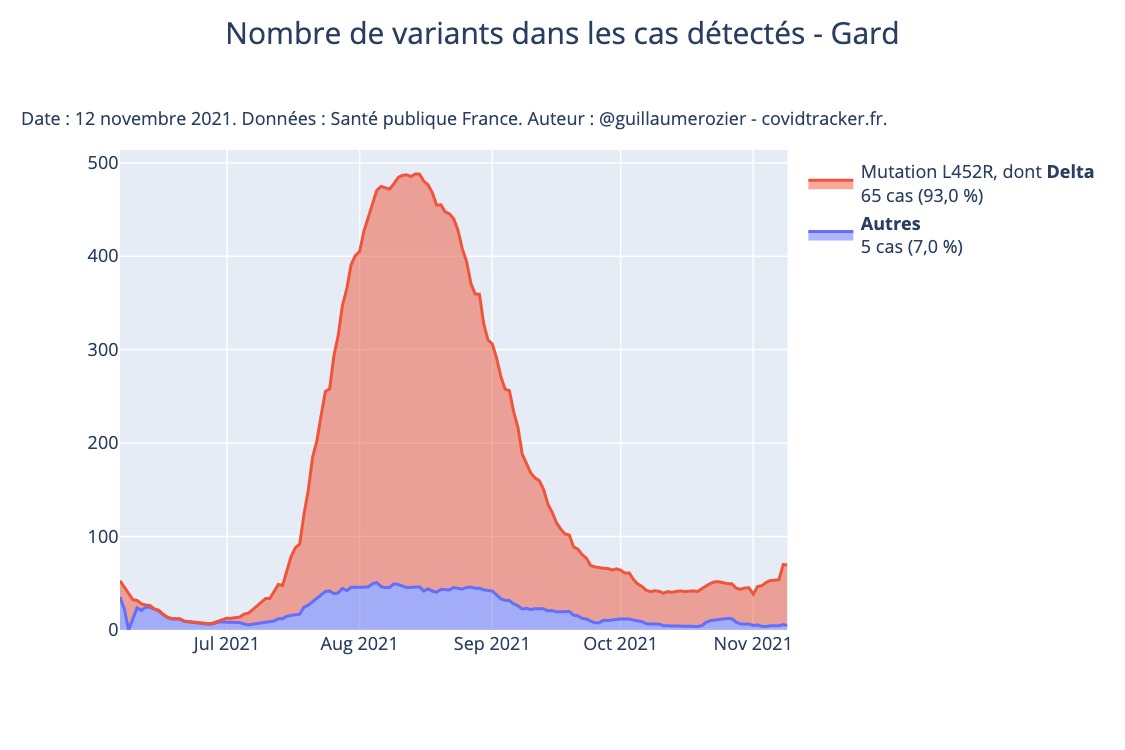 Nombre de variants dans les cas détectés - Gard
Date : 12 novembre 2021. Données : Santé publique France. Auteur : @guillaumerozier - covidtracker.fr.
Mutation L452R, dont Delta
65 cas (93,0 %)
Autres
5 cas (7,0 %)
500
400
300
200
100
0
Jul 2021 Aug 2021 Sep 2021 Oct 2021 Nov 2021